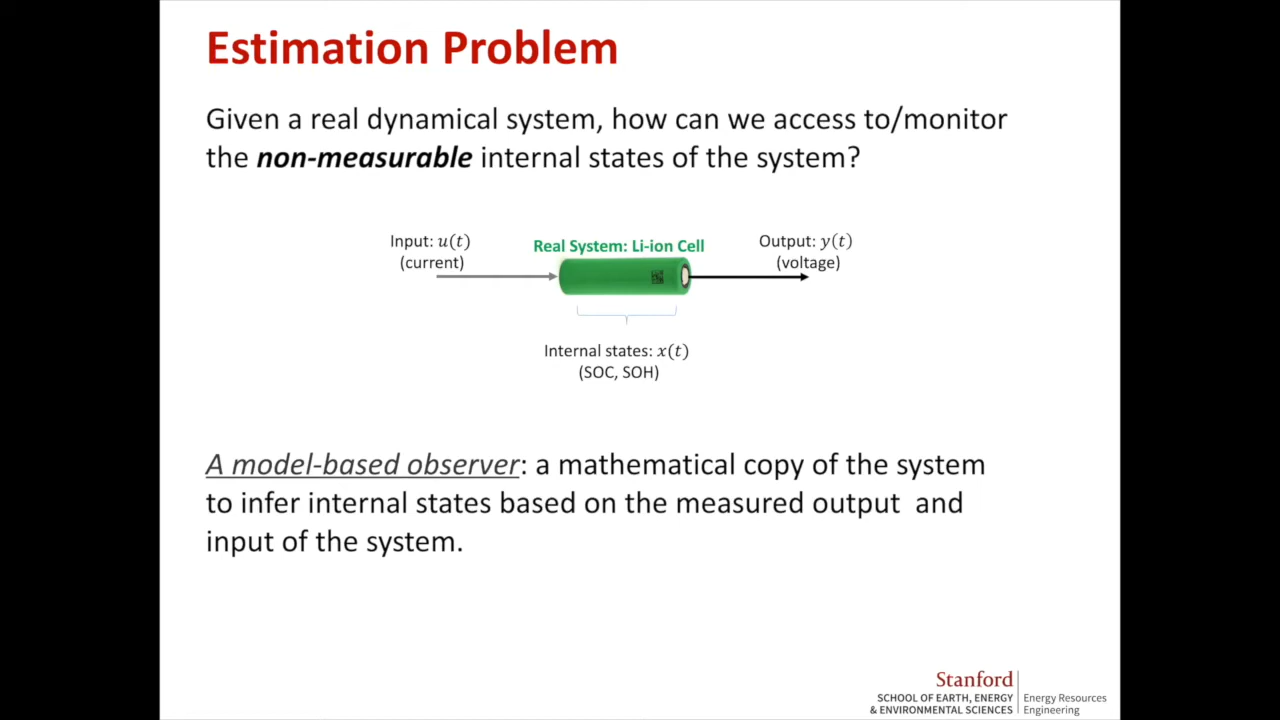 Estimation Problem
Given a real dynamical system, how can we access to/monitor
the non-measurable internal states of the system?
Input: u(t)
(current)
Real System: Li-ion Cell
Output: y(t)
(voltage)
Internal states: x(t)
(SOC, SOH)
A model-based observer: a mathematical copy of the system
to infer internal states based on the measured output and
input of the system.
Stanford
SCHOOL OF EARTH, ENERGY
& ENVIRONMENTAL SCIENCES
Energy Resources
Engineering